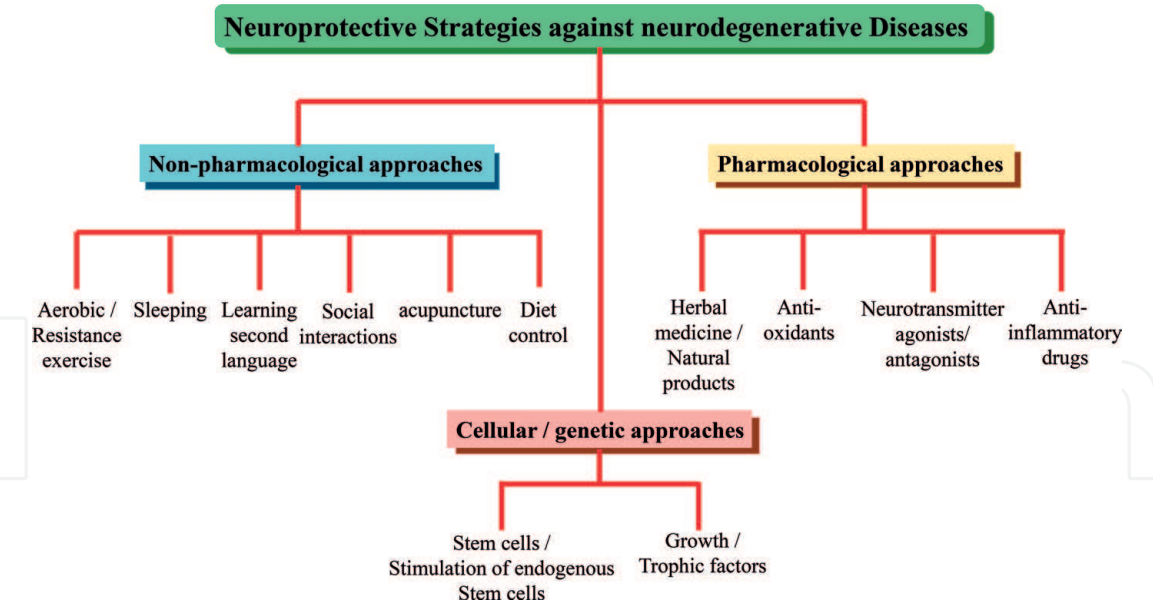 Neuroprotective Strategies against neurodegenerative Diseases
Non-pharmacological approaches
Pharmacological approaches
Aerobic /
Resistance
exercise
Sleeping
Learning
second
language
Social
interactions
acupuncture
Diet
control
Herbal
medicine /
Natural
products
Anti-
oxidants
Neurotransmitter
agonists/
antagonists
Anti-
inflammatory
drugs
Cellular / genetic approaches
Stem cells /
Stimulation of endogenous
Stem cells
Growth /
Trophic factors